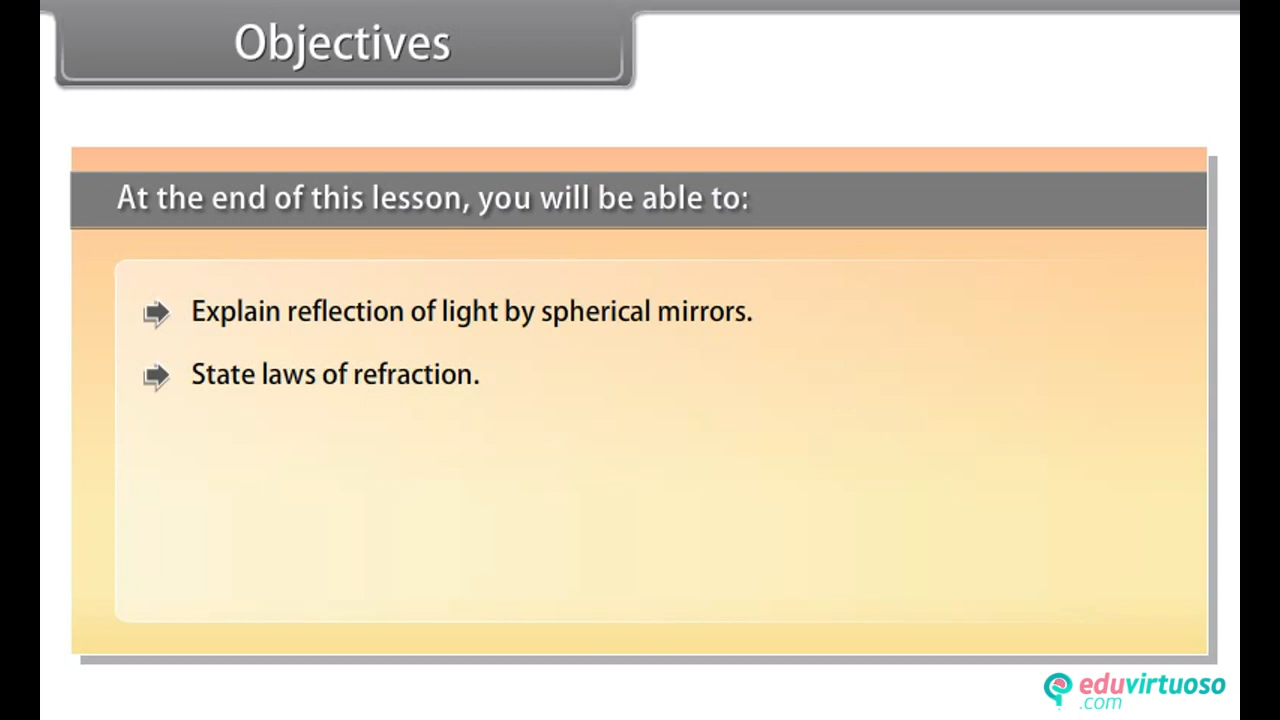 Objectives
At the end of this lesson, you will be able to:
Explain reflection of light by spherical mirrors.
State laws of refraction.
eduvirtuoso
.com